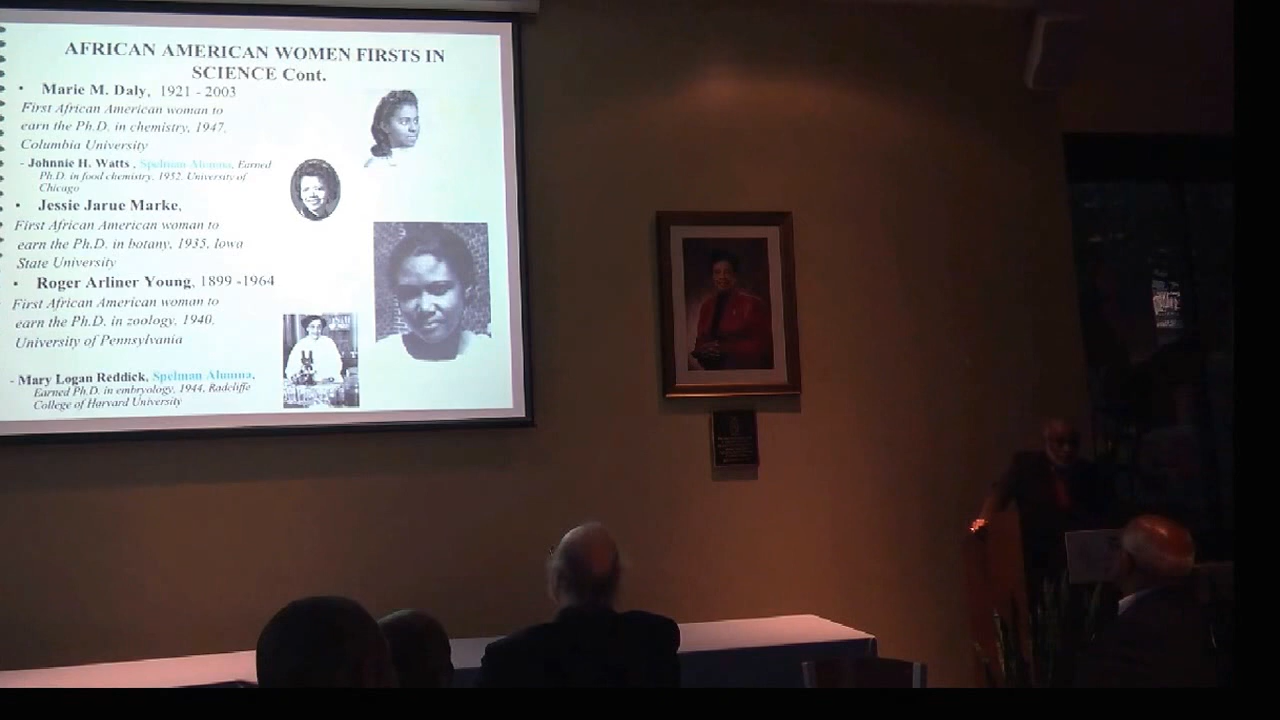 AFRICAN AMERICAN WOMEN FIRSTS IN
SCIENCE Cont.
• Marie M. Daly, 1921 - 2003
First African American woman to
earn the Ph.D. in chemistry, 1947,
Columbia University
- Johnnie H. Watts , Spelman Alumna, Earned
Ph.D. in food chemistry, 1952, University of
Chicago
• Jessie Jarue Marke,
First African American woman to
earn the Ph.D. in botany, 1935, Iowa
State University
• Roger Arliner Young, 1899 -1964
First African American woman to
earn the Ph.D. in zoology, 1940,
University of Pennsylvania
- Mary Logan Reddick, Spelman Alumna,
Earned Ph.D. in embryology, 1944, Radcliffe
College of Harvard University